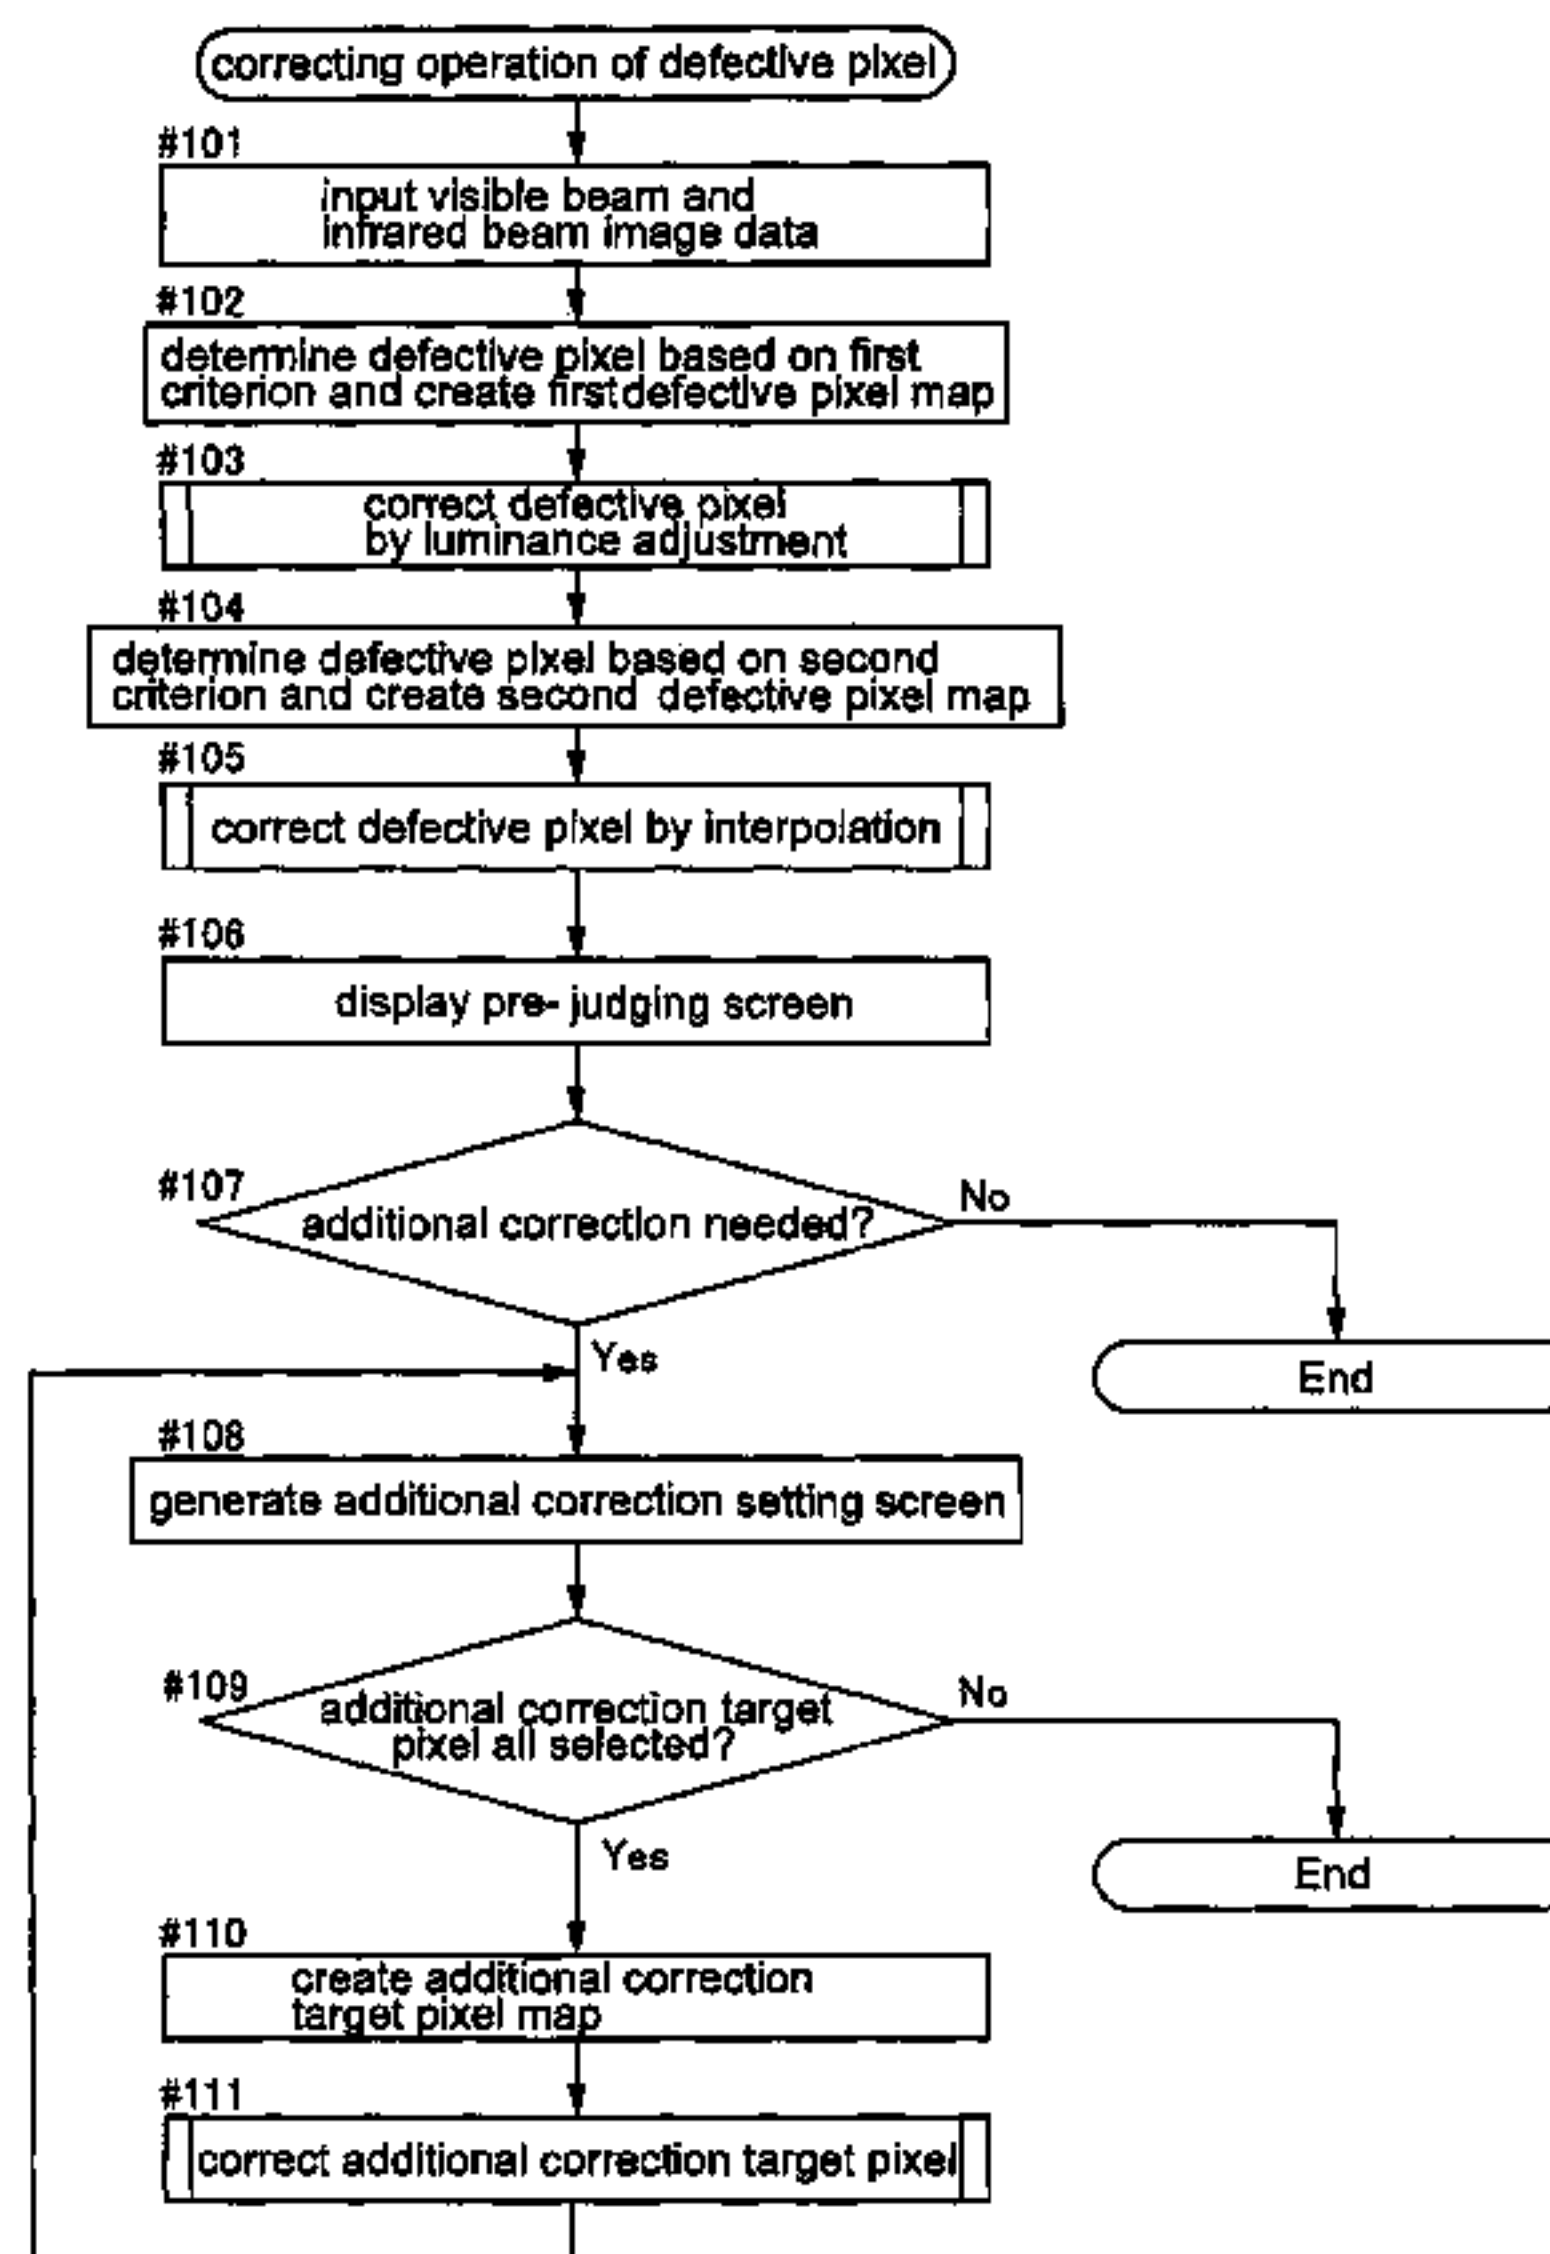 correcting operation of defective pixel
#101
input visible beam and
infrared beam image data
#102
determine defective pixel based on first
criterion and create first defective pixel map
#103
correct defective pixel
by luminance adjustment
#104
determine defective pixel based on second
criterion and create second defective pixel map
#105
correct defective pixel by interpolation
#106
display pre- judging screen
#107
additional correction needed?
No
Yes
End
#108
generate additional correction setting screen
#109
additional correction target
pixel all selected?
No
Yes
End
#110
create additional correction
target pixel map
#111
correct additional correction target pixel